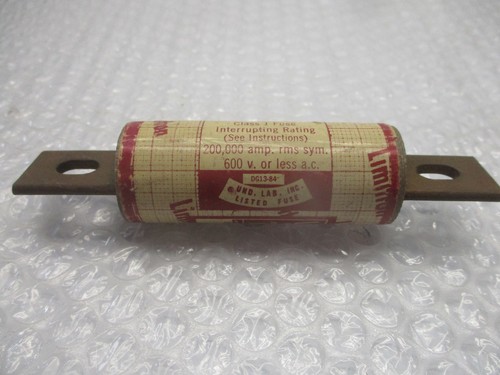 Class J Fuse
Interrupting Rating
(See Instructions)
200,000 amp. rms sym.
600 v. or less a.c.
DG13-84
UND. LAB. INC.
LISTED FUSE
Limitron